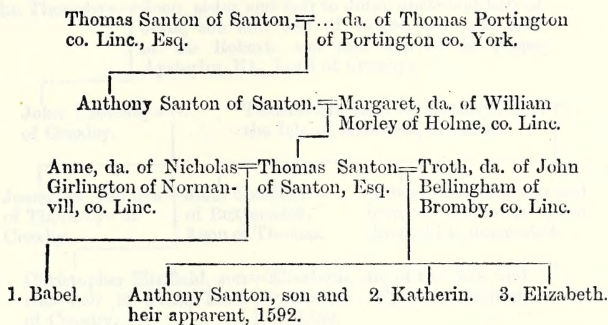 Thomas Santon of Santon,=... da. of Thomas Portington
co. Linc., Esq. of Portington co. York.
Anthony Santon of Santon.=Margaret, da. of William
Morley of Holme, co. Linc.
Anne, da. of Nicholas=Thomas Santon=Troth, da. of John
Girlington of Norman- of Santon, Esq. Bellingham of
vill, co. Linc. Bromby, co. Linc.
1. Babel. Anthony Santon, son and 2. Katherin. 3. Elizabeth.
heir apparent, 1592.